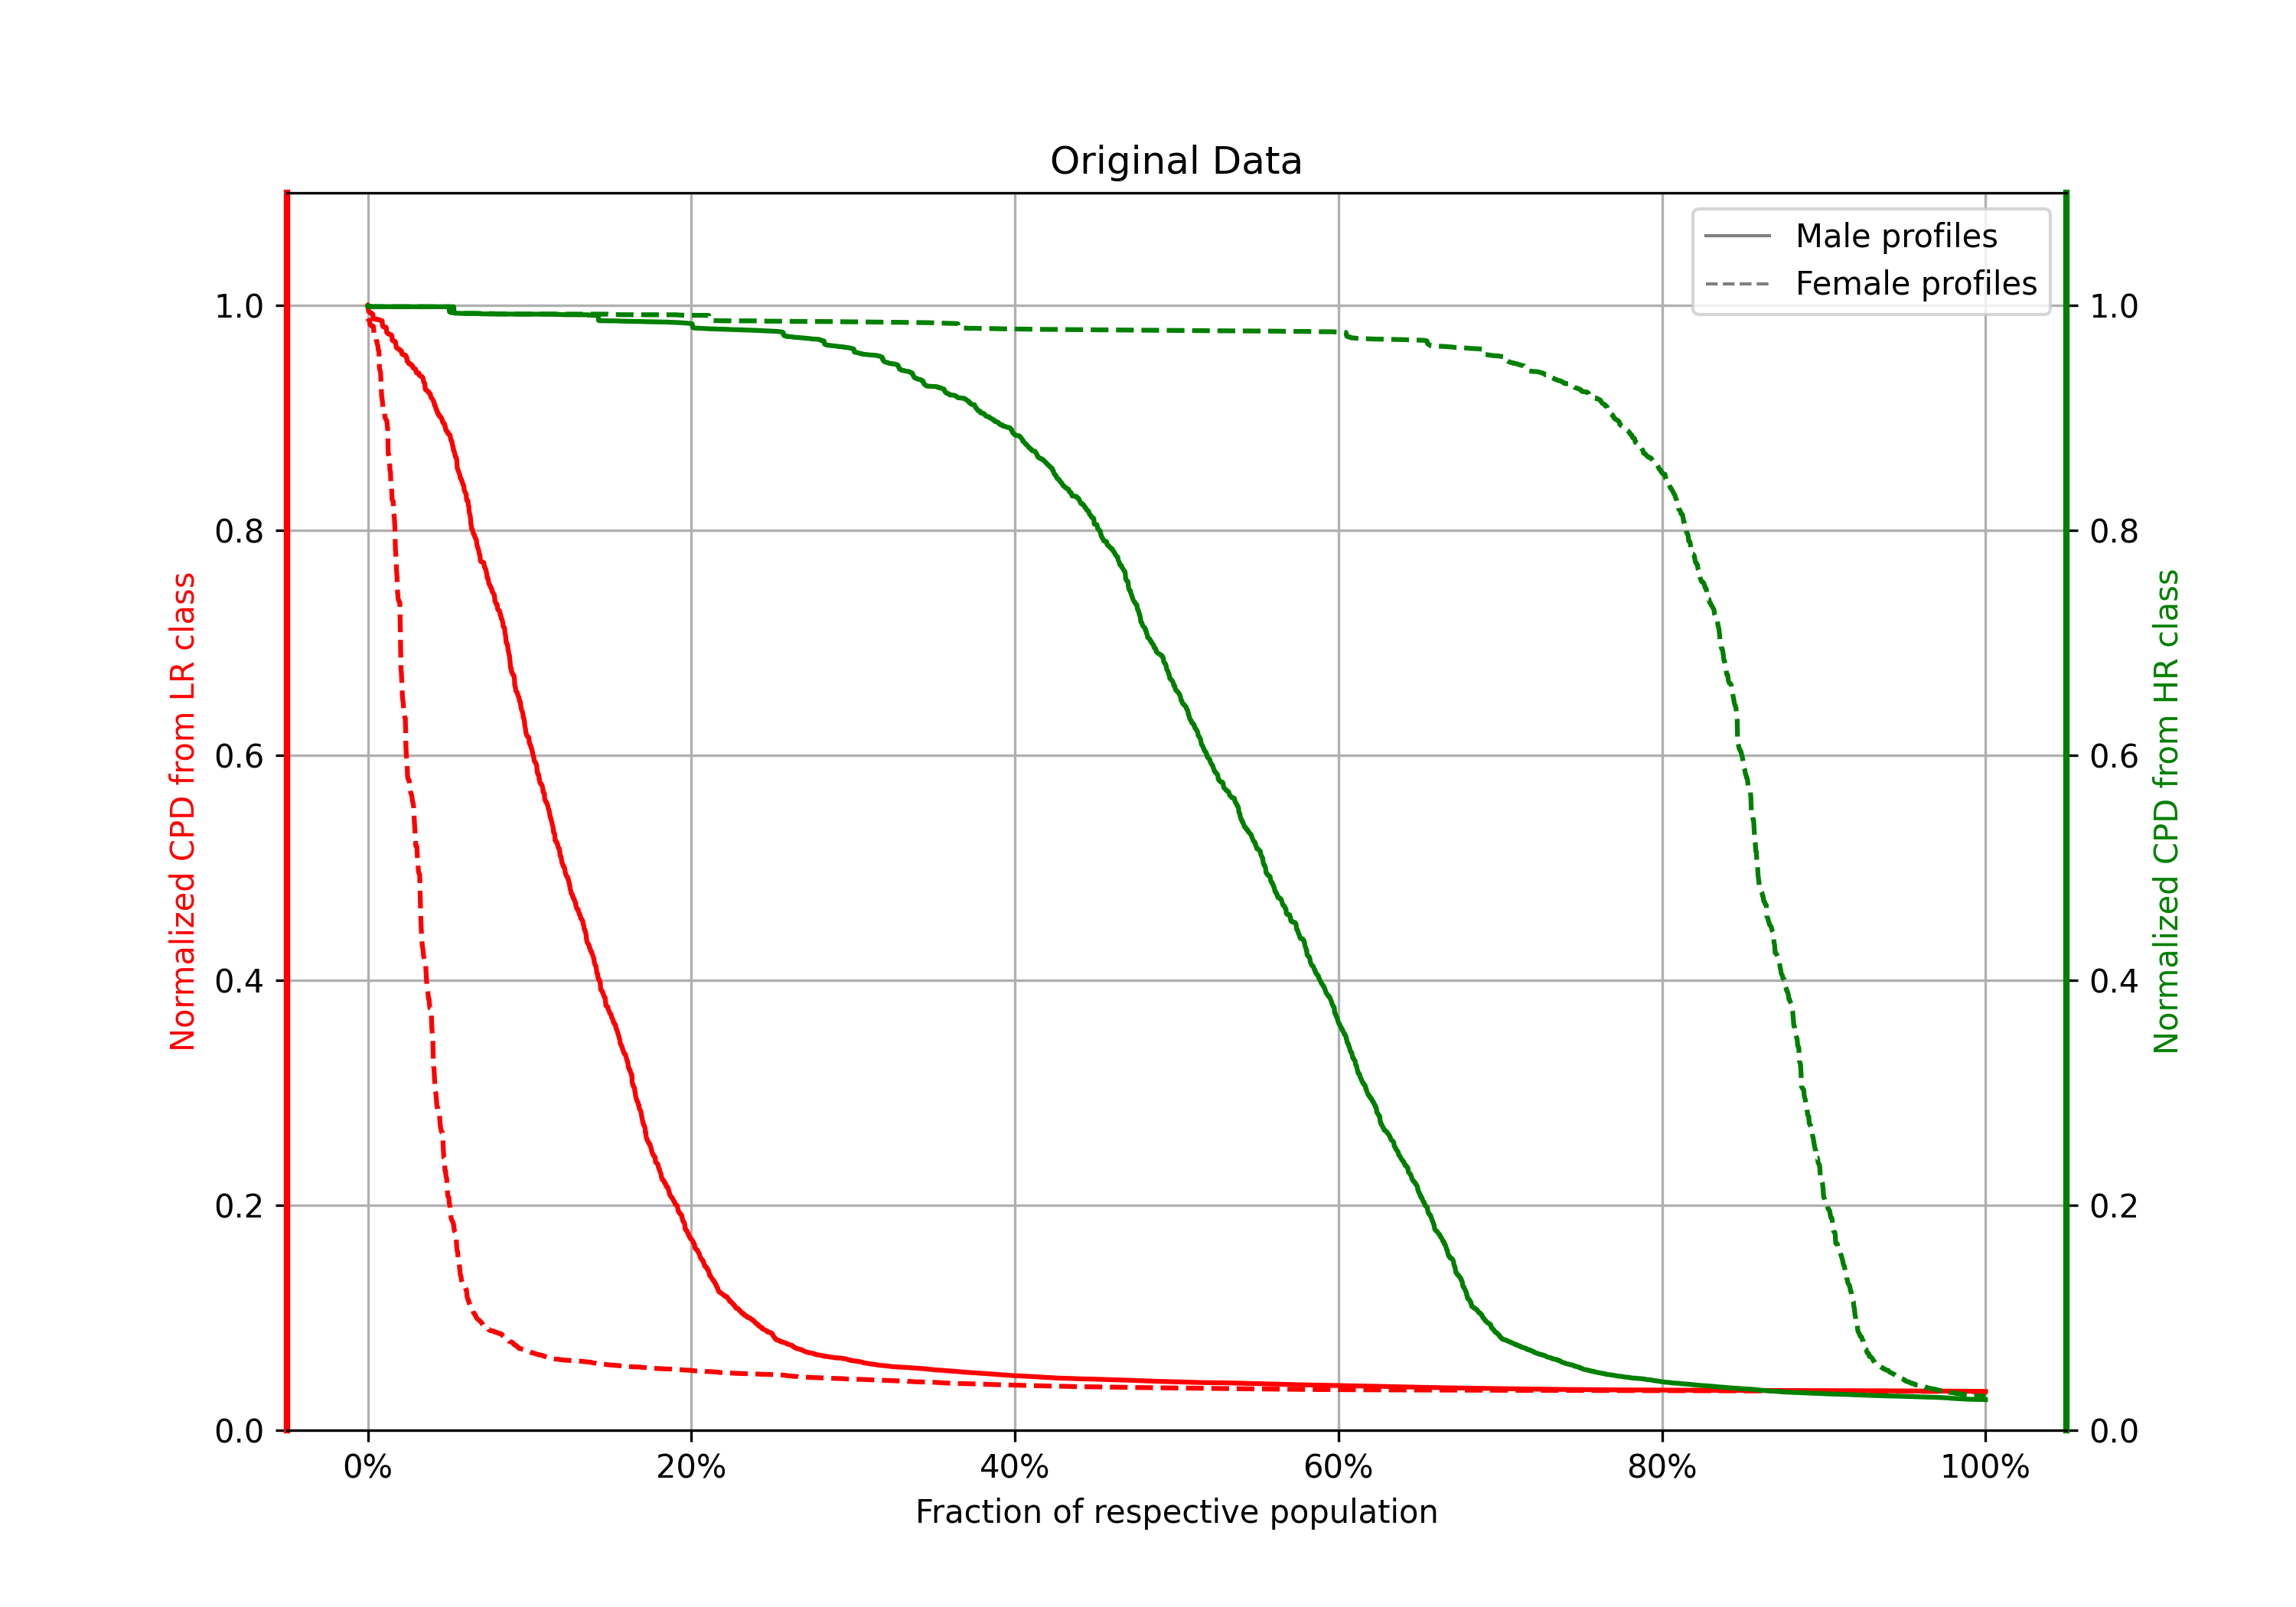 Original Data
Male profiles
Female profiles
1.0
0.8
0.6
0.4
0.2
0.0
Normalized CPD from LR class
1.0
0.8
0.6
0.4
0.2
0.0
Normalized CPD from HR class
0% 20% 40% 60% 80% 100%
Fraction of respective population